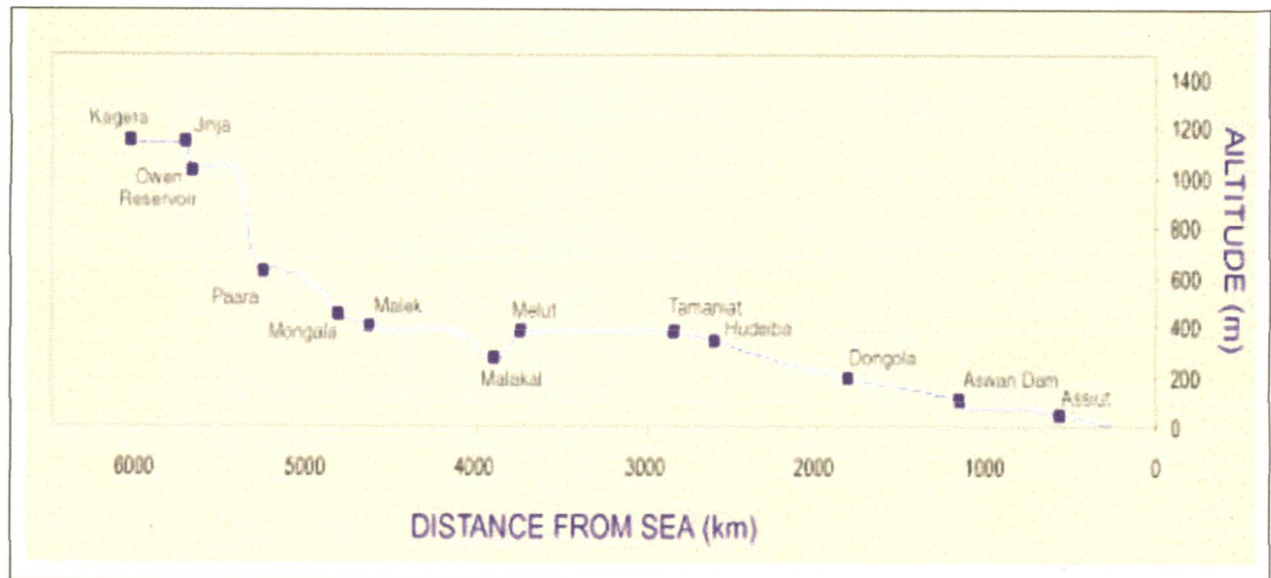 Kagera
Jinja
Owen
Reservoir
Paara
Mongala
Malek
Malakal
Melut
Tamaniat
Hudeiba
Dongola
Aswan Dam
Assiut
1400
1200
1000
800
600
400
200
0
AILTITUDE (m)
6000 5000 4000 3000 2000 1000 0
DISTANCE FROM SEA (km)